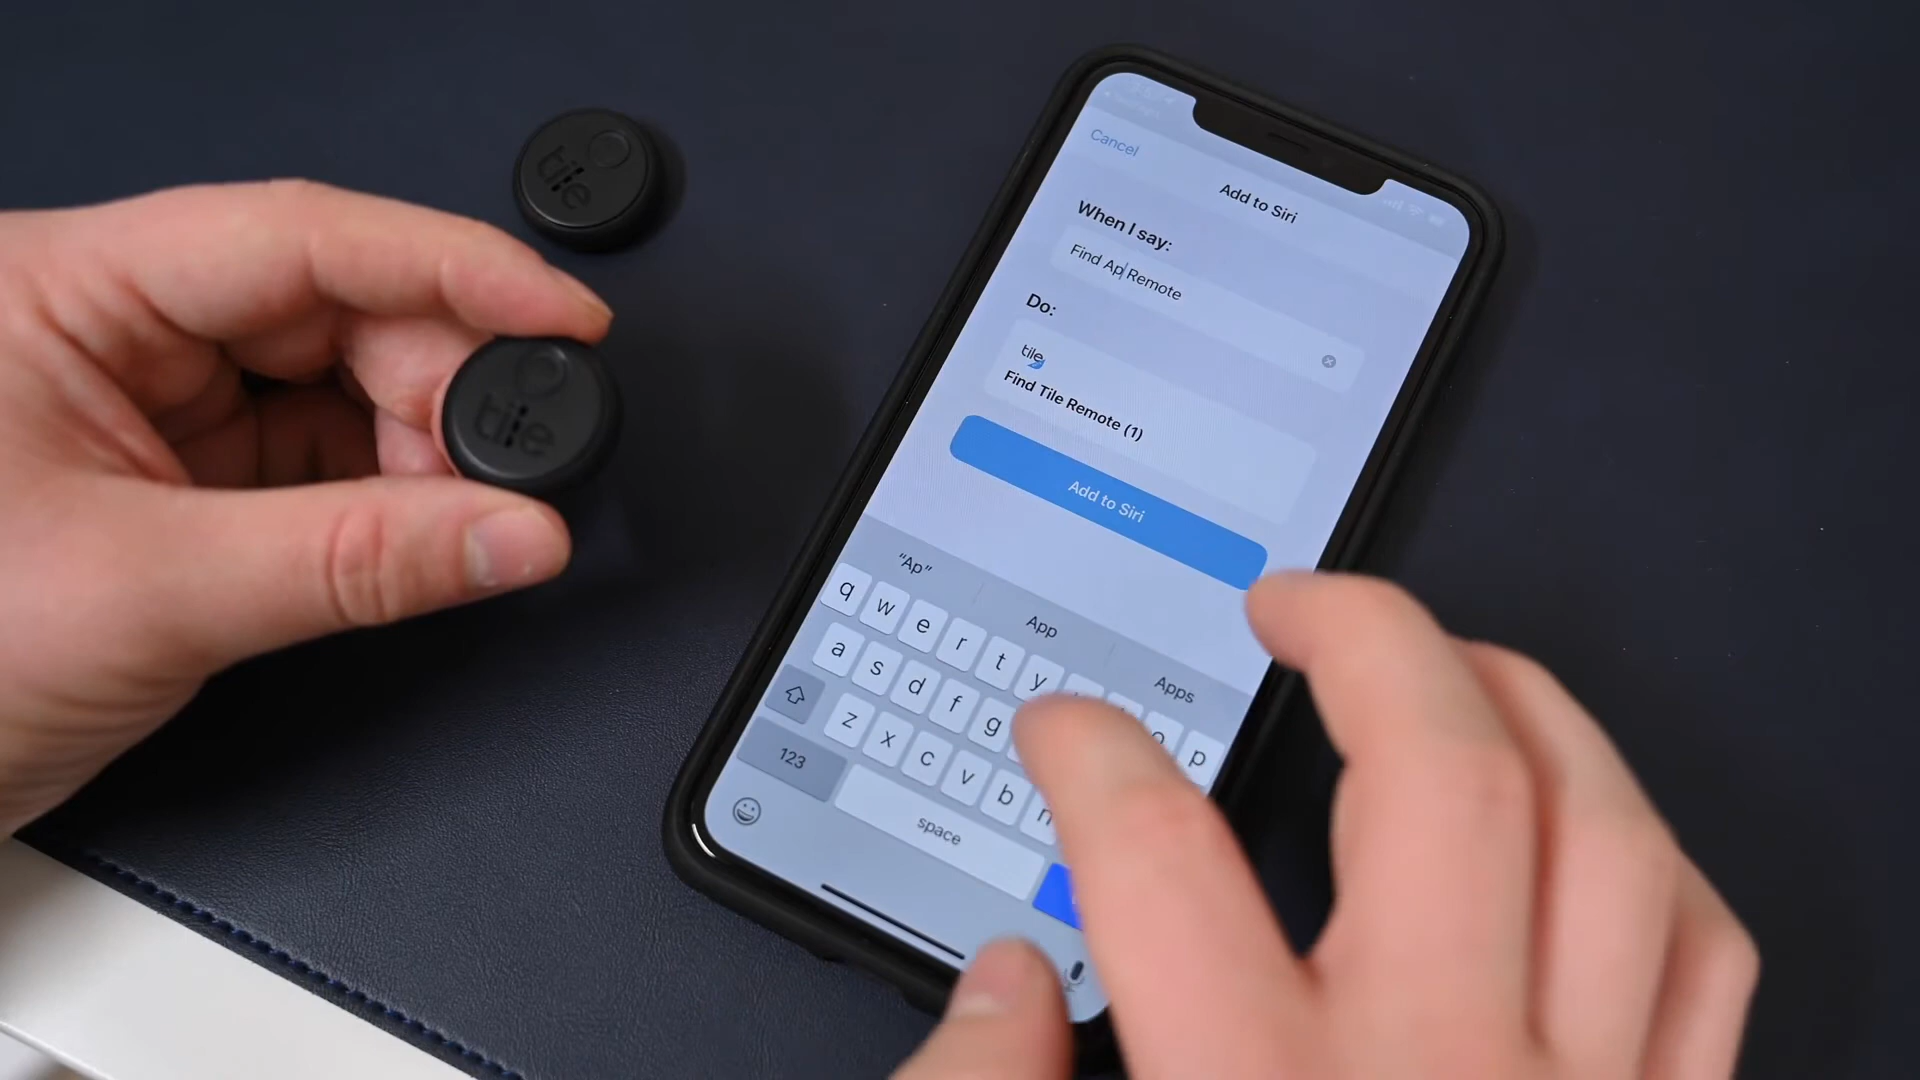 tile
tile
Cancel
Add to Siri
When I say:
Find Ap Remote
Do:
tile
Find Tile Remote (1)
Add to Siri
“Ap”
App
Apps
q w e r t y o p
a s d f g
z x c v b n
123
space